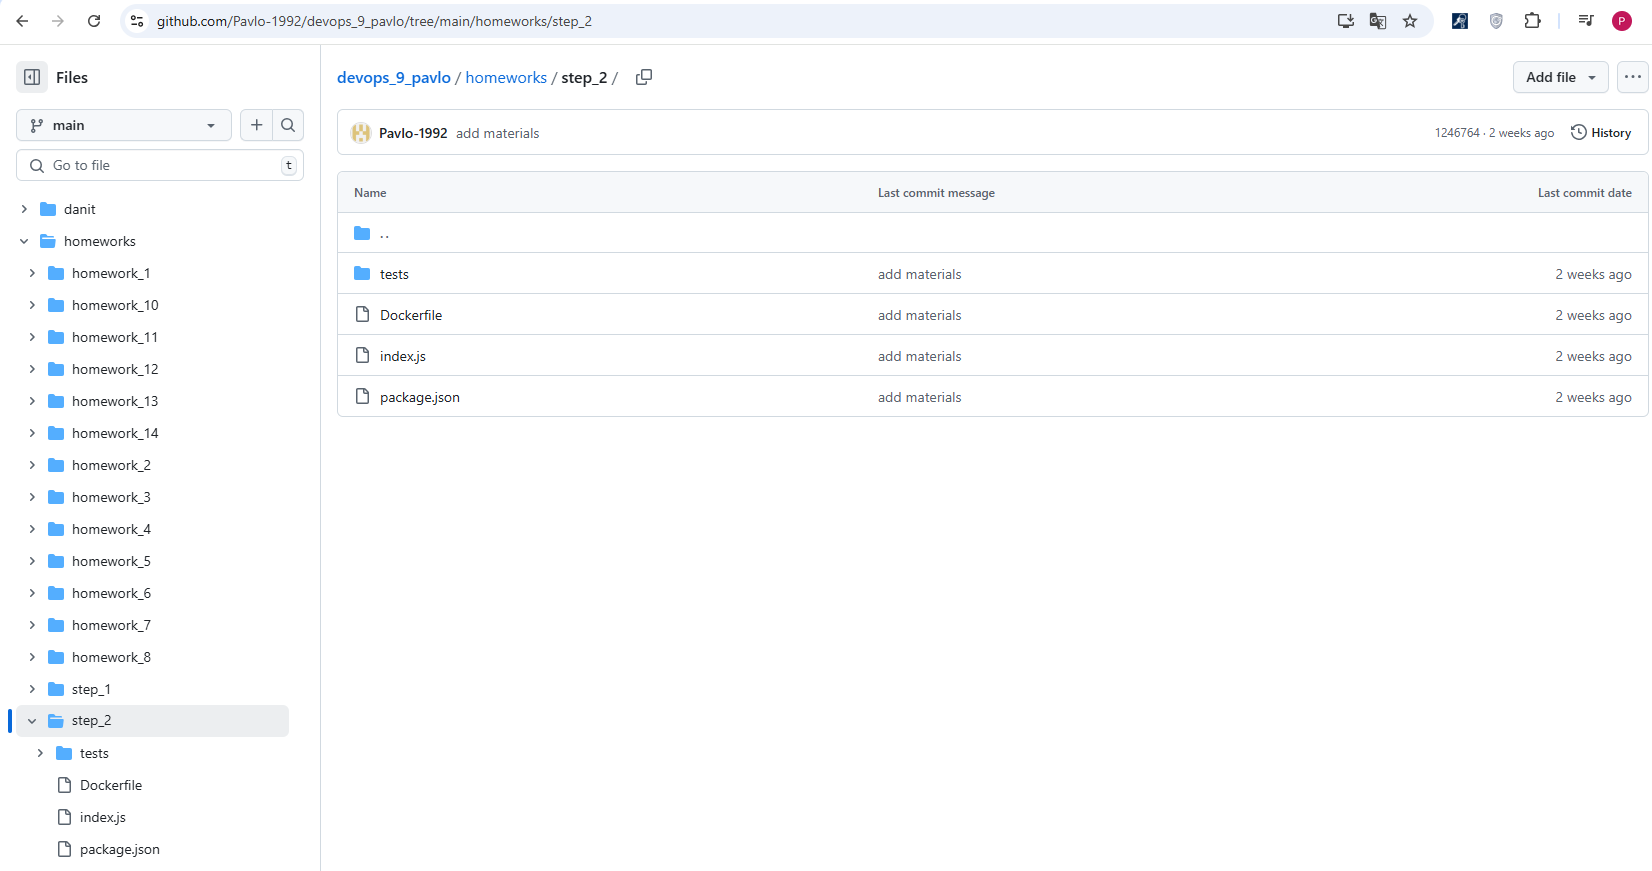 github.com/Pavlo-1992/devops_9_pavlo/tree/main/homeworks/step_2
P
Files
main
Go to file
t
danit
homeworks
homework_1
homework_10
homework_11
homework_12
homework_13
homework_14
homework_2
homework_3
homework_4
homework_5
homework_6
homework_7
homework_8
step_1
step_2
tests
Dockerfile
index.js
package.json
devops_9_pavlo / homeworks / step_2 /
Add file
Pavlo-1992 add materials 1246764 · 2 weeks ago History
Name Last commit message Last commit date
..
tests add materials 2 weeks ago
Dockerfile add materials 2 weeks ago
index.js add materials 2 weeks ago
package.json add materials 2 weeks ago